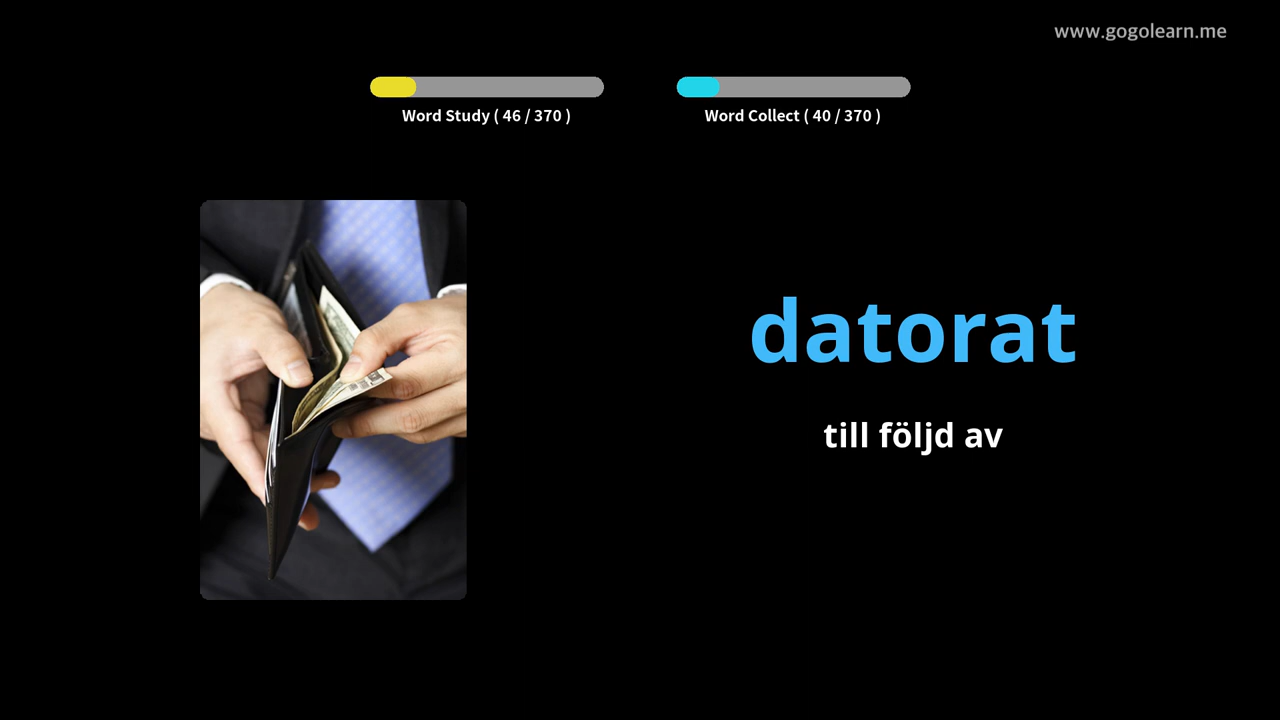 www.gogolearn.me
Word Study ( 46 / 370 )
Word Collect ( 40 / 370 )
datorat
till följd av